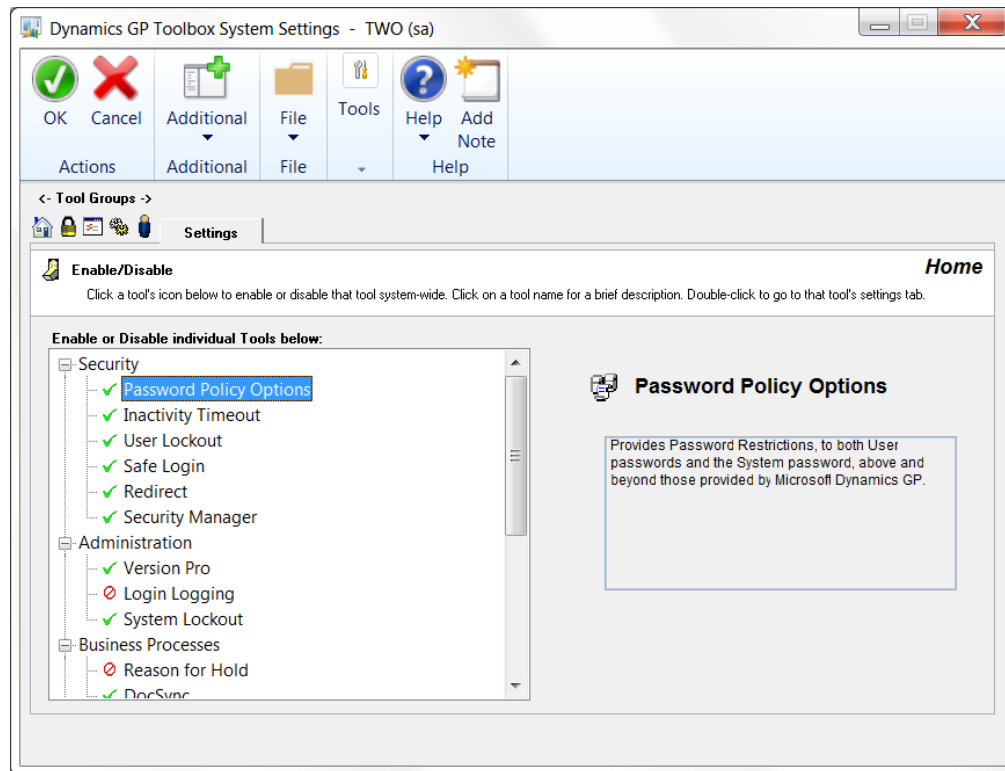 Dynamics GP Toolbox System Settings  -  TWO (sa)
OK Cancel Additional File Tools Help Add Note
Actions Additional File Help
<- Tool Groups ->
Settings
Enable/Disable
Home
Click a tool's icon below to enable or disable that tool system-wide. Click on a tool name for a brief description. Double-click to go to that tool's settings tab.
Enable or Disable individual Tools below:
Security
Password Policy Options
Inactivity Timeout
User Lockout
Safe Login
Redirect
Security Manager
Administration
Version Pro
Login Logging
System Lockout
Business Processes
Reason for Hold
DocSync
Password Policy Options
Provides Password Restrictions, to both User
passwords and the System password, above and
beyond those provided by Microsoft Dynamics GP.